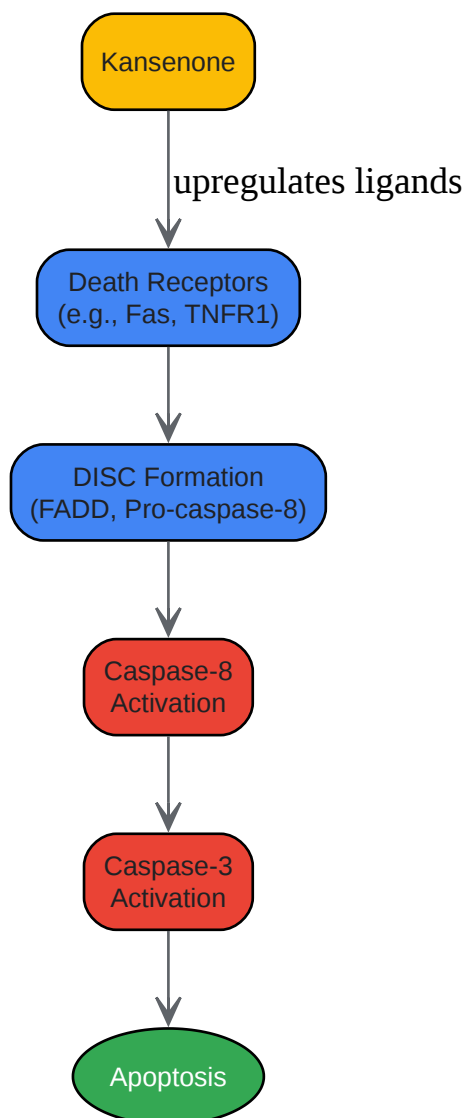 Kansenone
upregulates ligands
Death Receptors
(e.g., Fas, TNFR1)
DISC Formation
(FADD, Pro-caspase-8)
Caspase-8
Activation
Caspase-3
Activation
Apoptosis